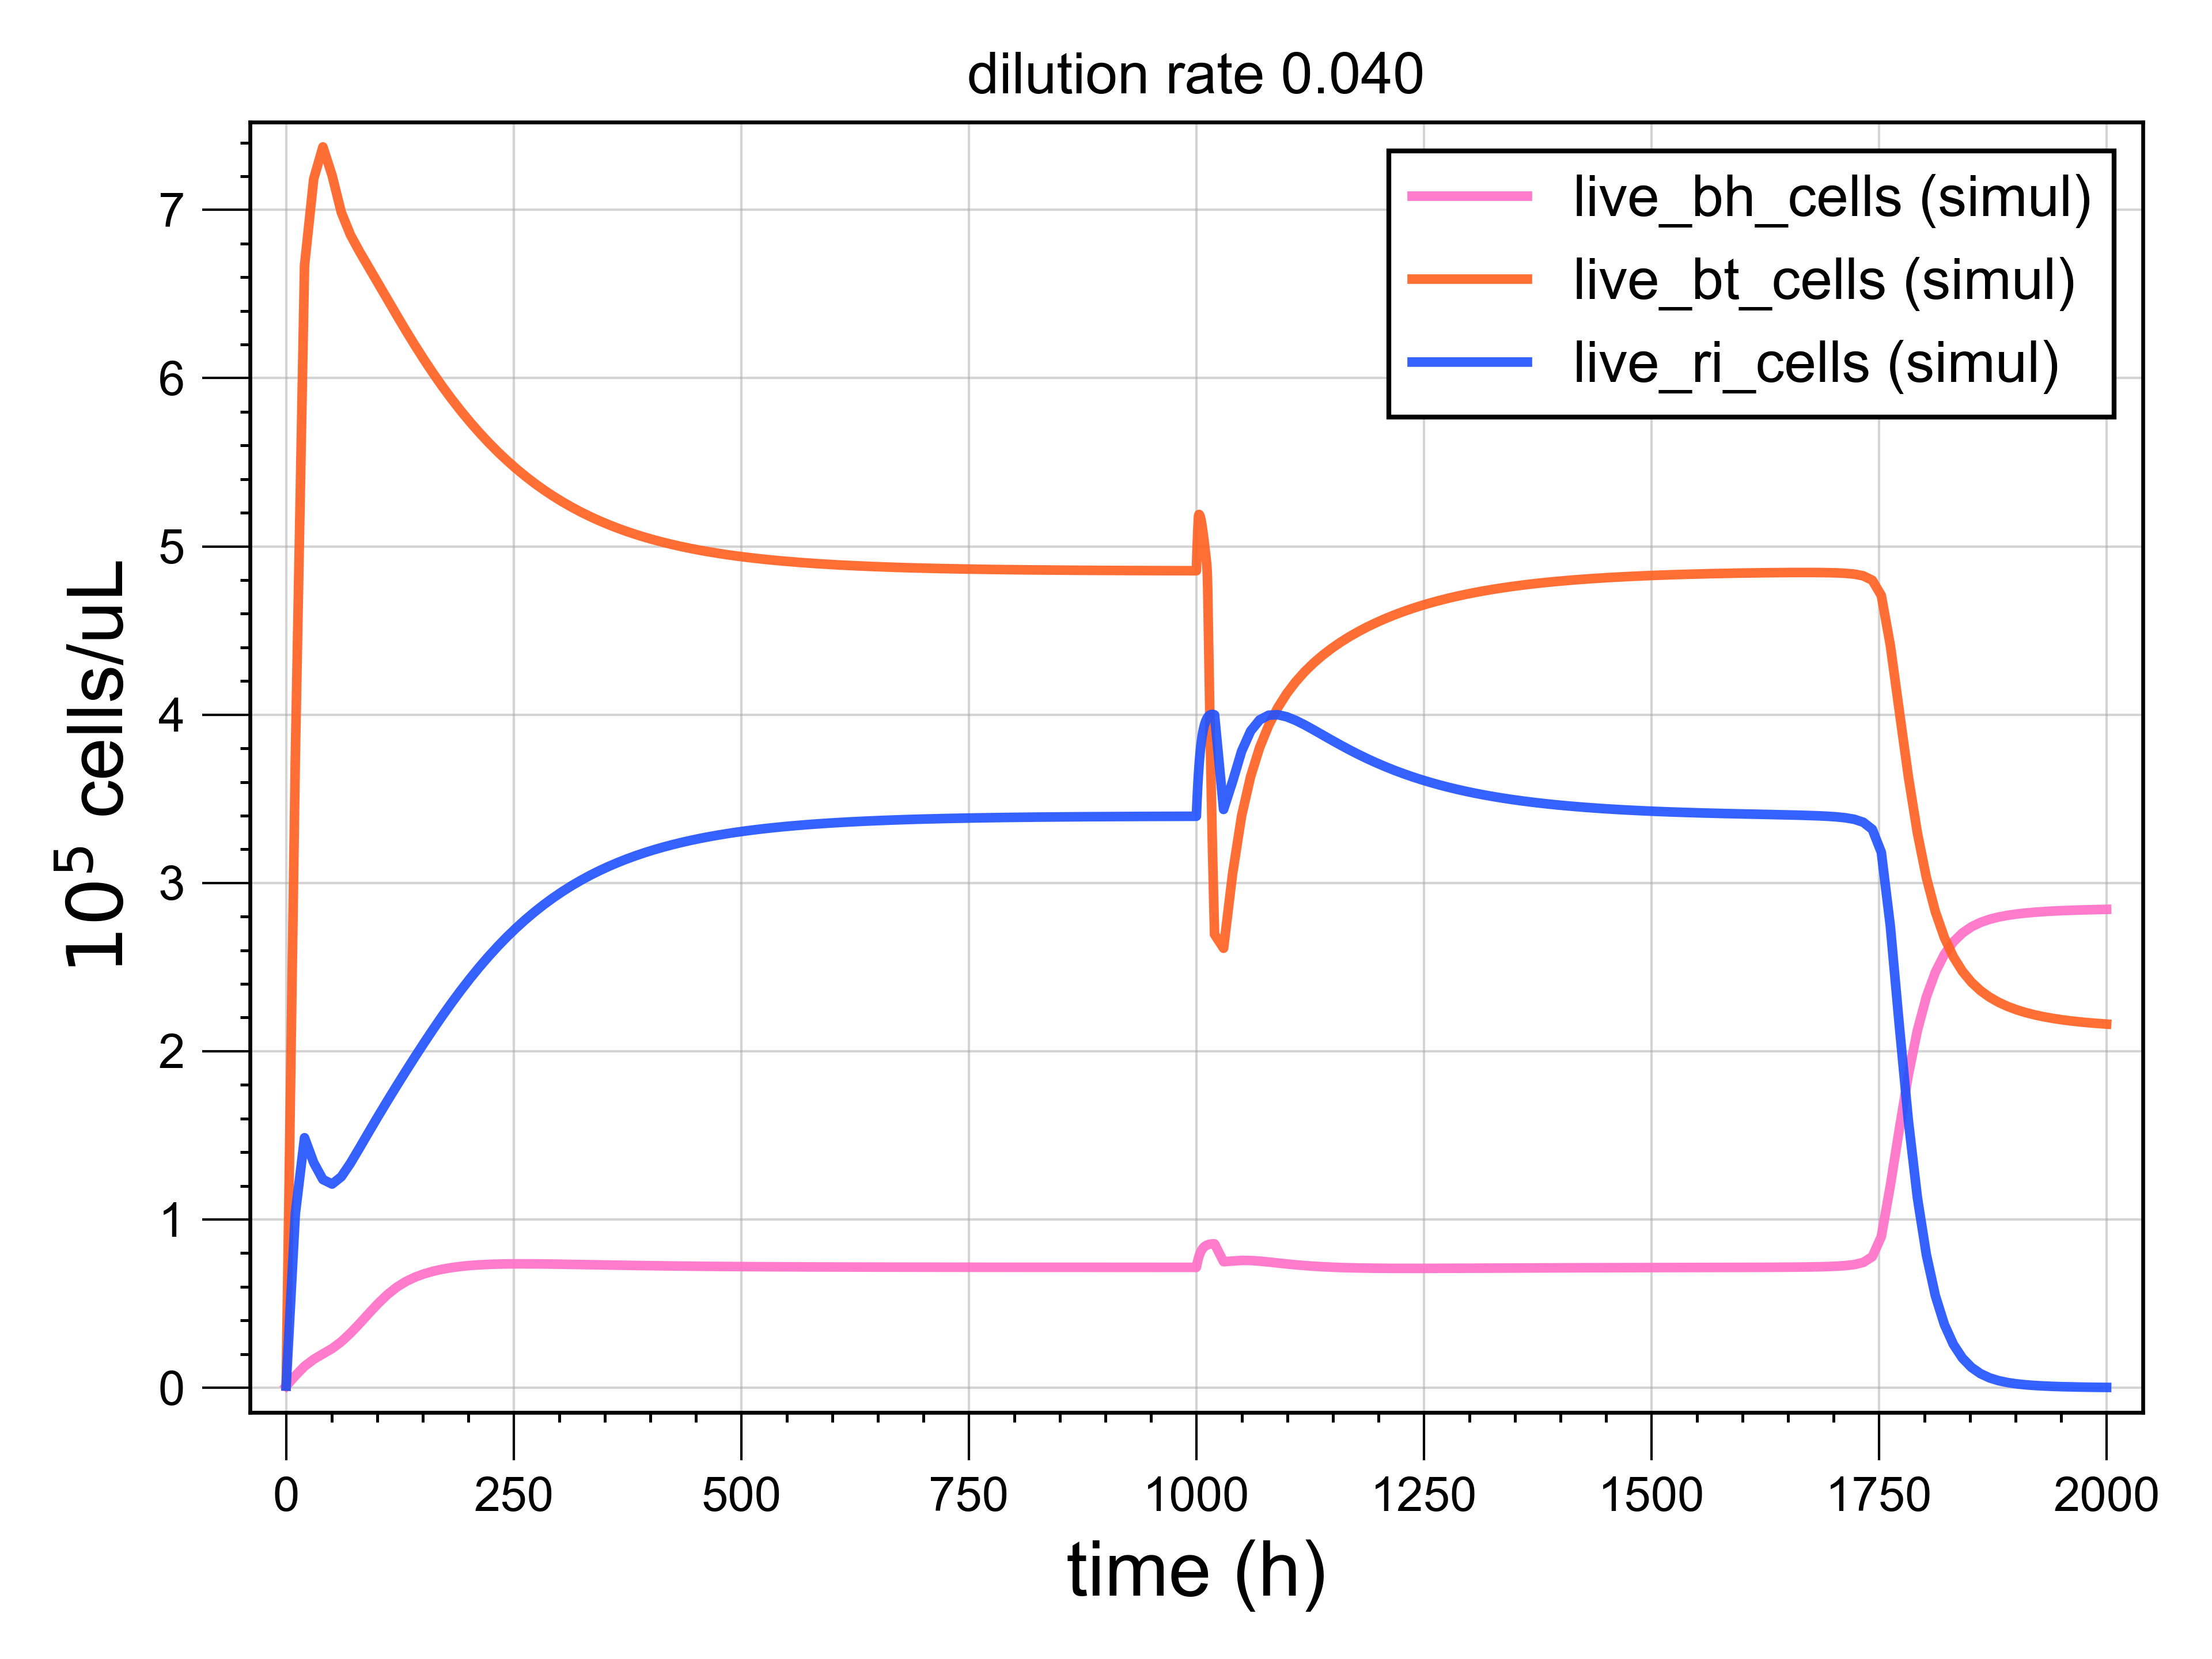 dilution rate 0.040
live_bh_cells (simul)
live_bt_cells (simul)
live_ri_cells (simul)
10⁵ cells/uL
7
6
5
4
3
2
1
0
0 250 500 750 1000 1250 1500 1750 2000
time (h)